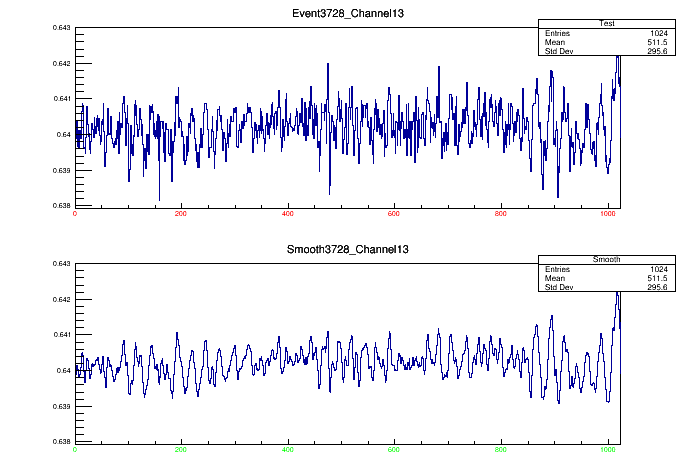 Event3728_Channel13
Test
Entries 1024
Mean 511.5
Std Dev 295.6
0.643
0.642
0.641
0.64
0.639
0.638
0 200 400 600 800 1000
Smooth3728_Channel13
Smooth
Entries 1024
Mean 511.5
Std Dev 295.6
0.643
0.642
0.641
0.64
0.639
0.638
0 200 400 600 800 1000